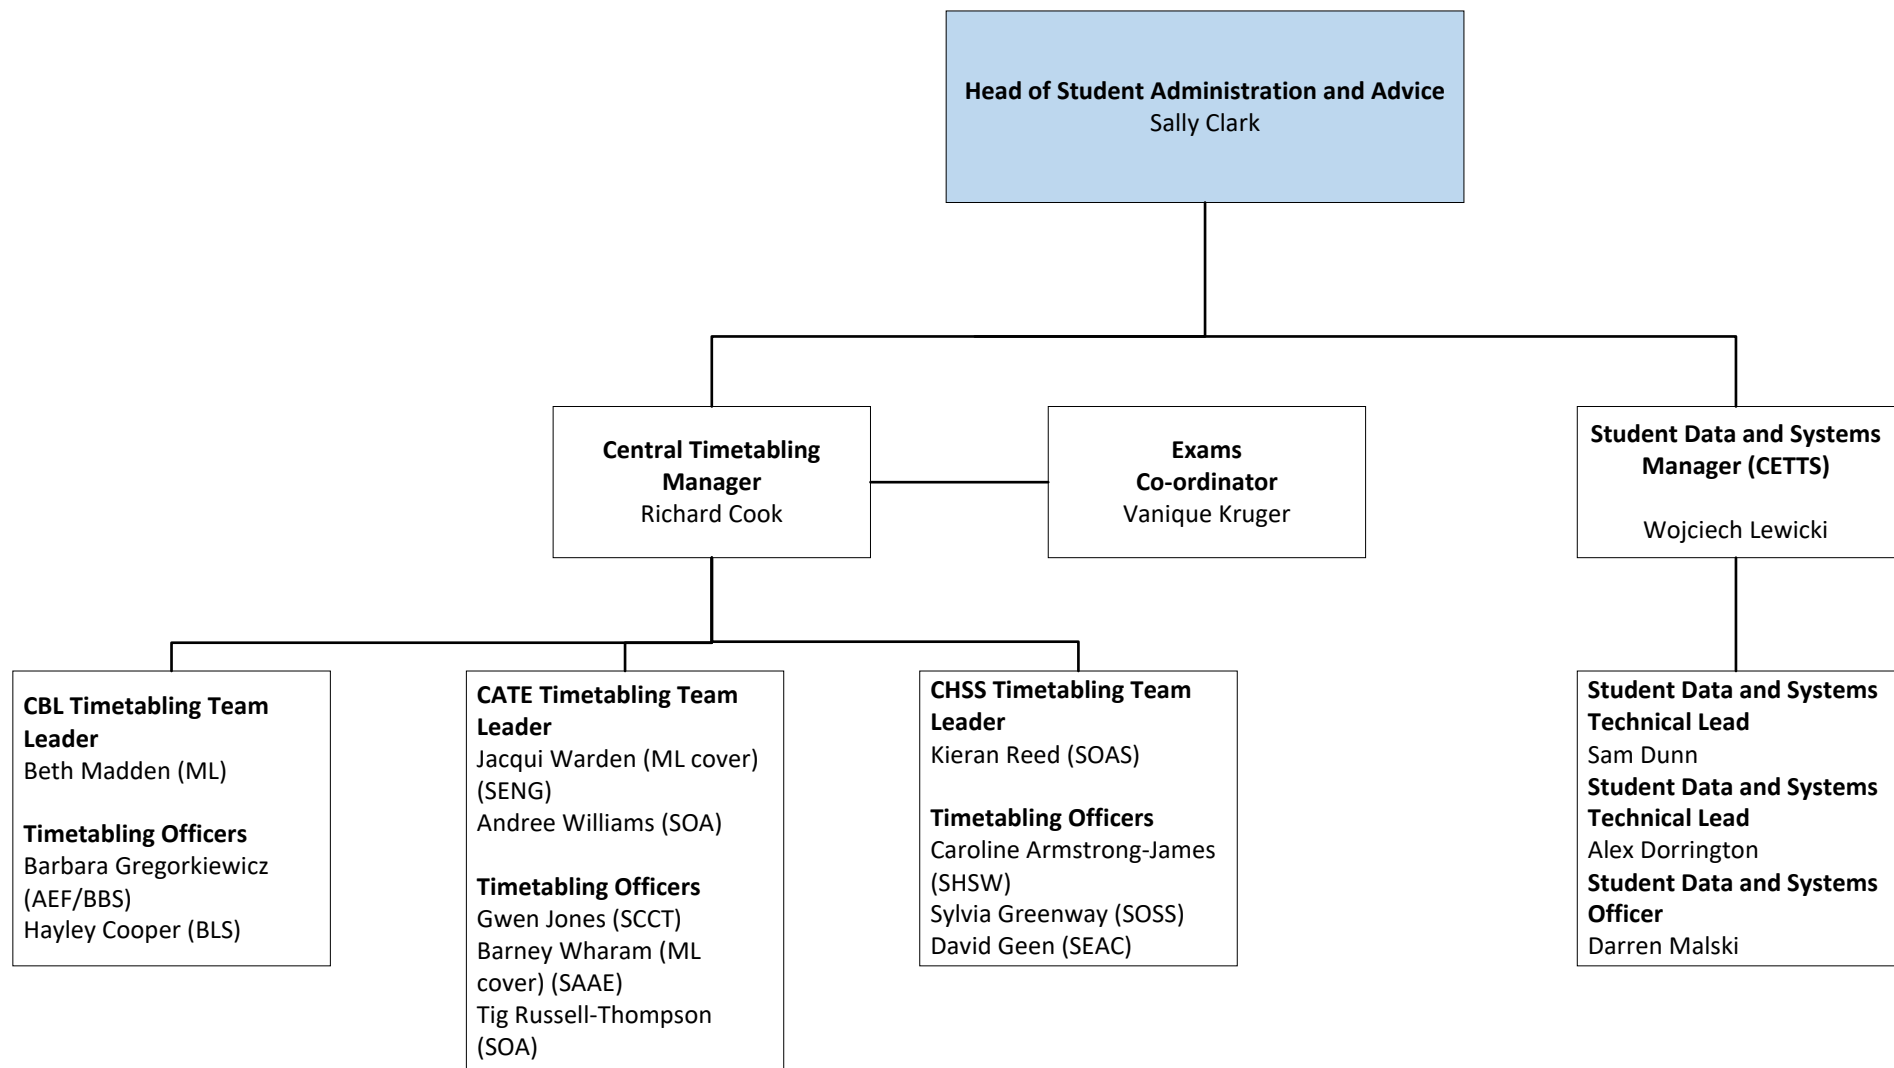 Head of Student Administration and Advice
Sally Clark
Central Timetabling
Manager
Richard Cook
Exams
Co-ordinator
Vanique Kruger
Student Data and Systems
Manager (CETTS)
Wojciech Lewicki
CBL Timetabling Team
Leader
Beth Madden (ML)
Timetabling Officers
Barbara Gregorkiewicz
(AEF/BBS)
Hayley Cooper (BLS)
CATE Timetabling Team
Leader
Jacqui Warden (ML cover)
(SENG)
Andree Williams (SOA)
Timetabling Officers
Gwen Jones (SCCT)
Barney Wharam (ML
cover) (SAAE)
Tig Russell-Thompson
(SOA)
CHSS Timetabling Team
Leader
Kieran Reed (SOAS)
Timetabling Officers
Caroline Armstrong-James
(SHSW)
Sylvia Greenway (SOSS)
David Geen (SEAC)
Student Data and Systems
Technical Lead
Sam Dunn
Student Data and Systems
Technical Lead
Alex Dorrington
Student Data and Systems
Officer
Darren Malski